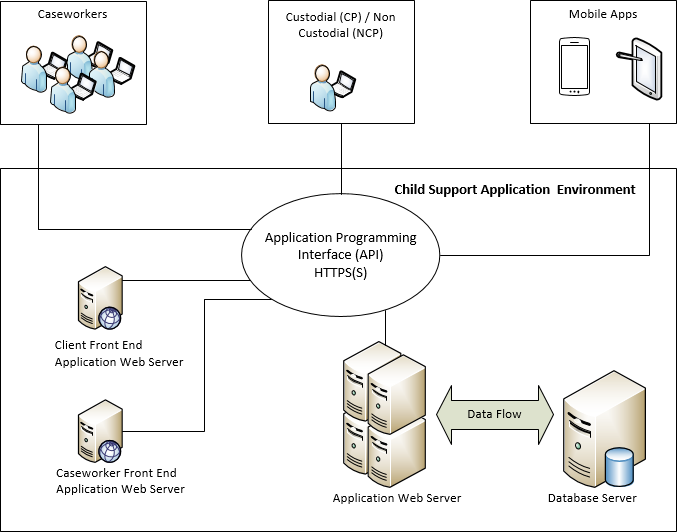 Caseworkers
Custodial (CP) / Non
Custodial (NCP)
Mobile Apps
Child Support Application Environment
Application Programming
Interface (API)
HTTPS(S)
Client Front End
Application Web Server
Caseworker Front End
Application Web Server
Data Flow
Application Web Server
Database Server